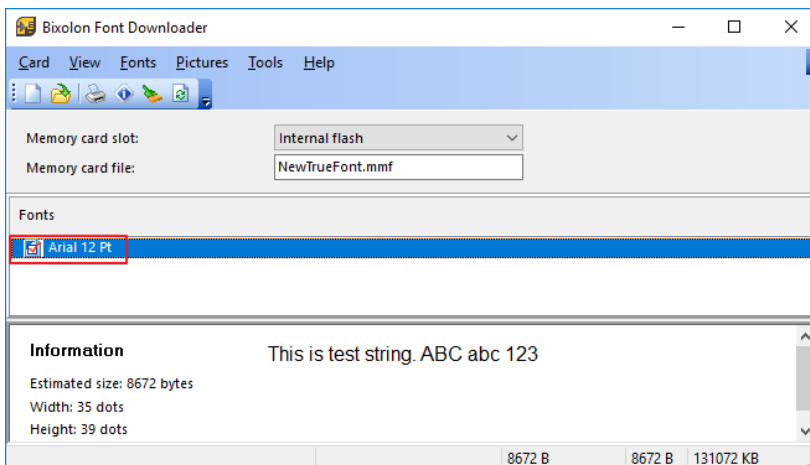 Bixolon Font Downloader
Card View Fonts Pictures Tools Help
Memory card slot: Internal flash
Memory card file: NewTrueFont.mmf
Fonts
Arial 12 Pt
Information This is test string. ABC abc 123
Estimated size: 8672 bytes
Width: 35 dots
Height: 39 dots
8672 B 8672 B 131072 KB